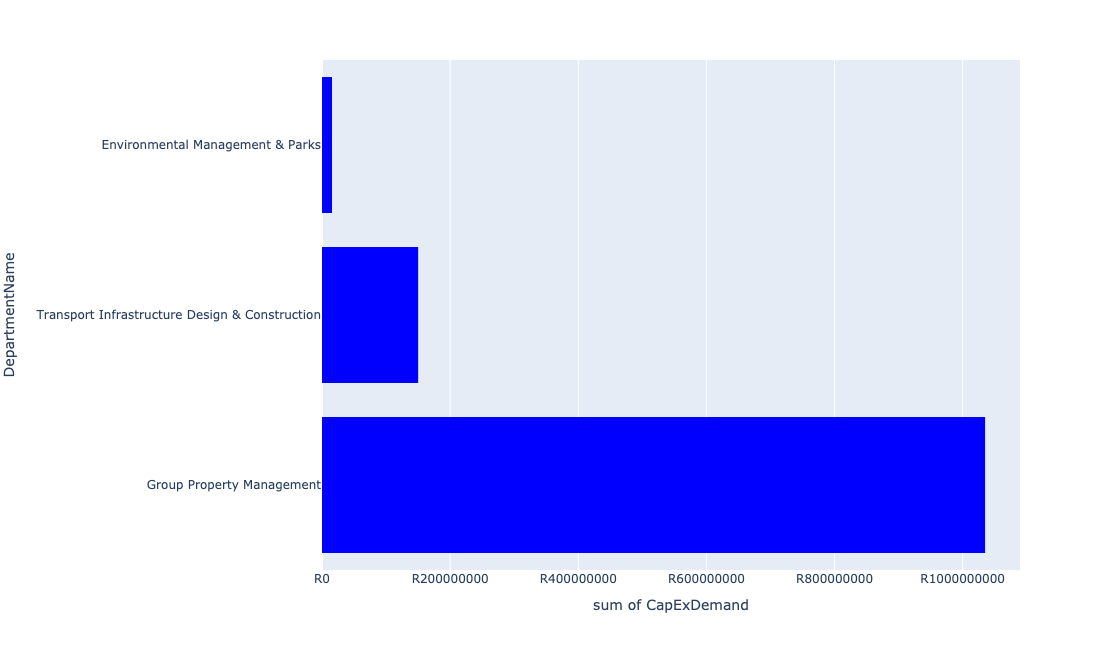 Environmental Management & Parks
Transport Infrastructure Design & Construction
Group Property Management
DepartmentName
R0
R200000000
R400000000
R600000000
R800000000
R1000000000
sum of CapExDemand